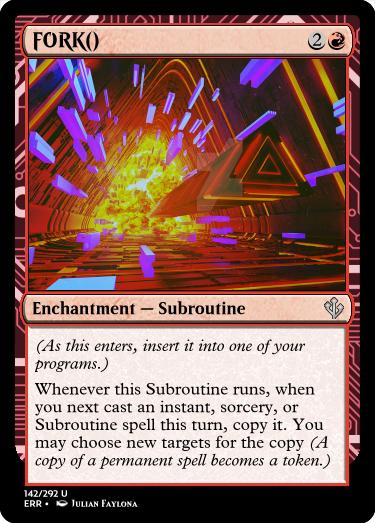 FORK()
2
Enchantment — Subroutine
(As this enters, insert it into one of your
programs.)
Whenever this Subroutine runs, when
you next cast an instant, sorcery, or
Subroutine spell this turn, copy it. You
may choose new targets for the copy (A
copy of a permanent spell becomes a token.)
142/292 U
ERR • Julian Faylona